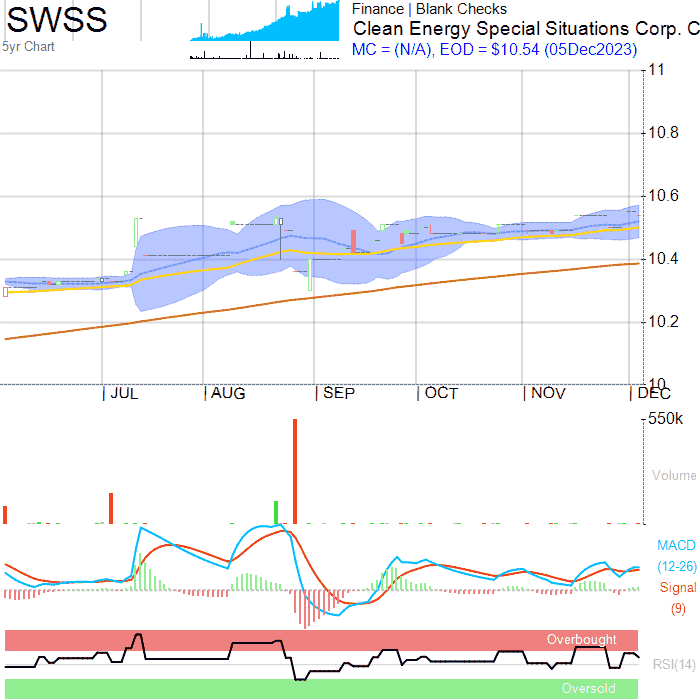 SWSS
5yr Chart
Finance | Blank Checks
Clean Energy Special Situations Corp. C
MC = (N/A), EOD = $10.54 (05Dec2023)
11
10.8
10.6
10.4
10.2
10
JUL
AUG
SEP
OCT
NOV
DEC
550k
Volume
MACD
(12-26)
Signal
(9)
Overbought
RSI(14)
Oversold